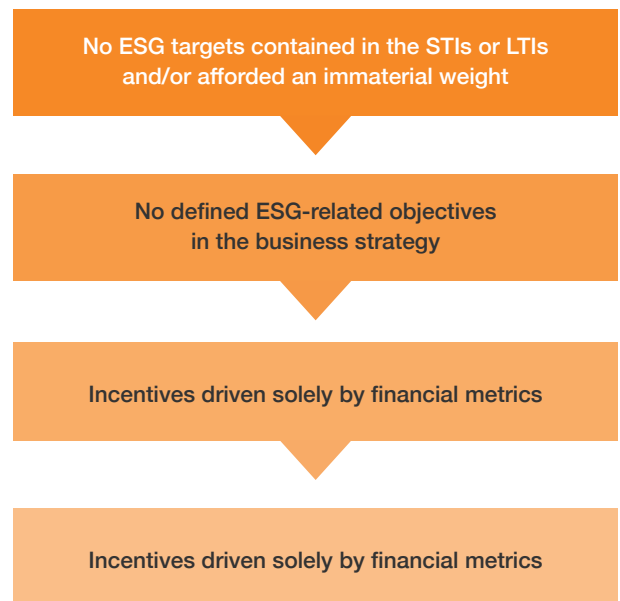 No ESG targets contained in the STIs or LTIs
and/or afforded an immaterial weight
No defined ESG-related objectives
in the business strategy
Incentives driven solely by financial metrics
Incentives driven solely by financial metrics